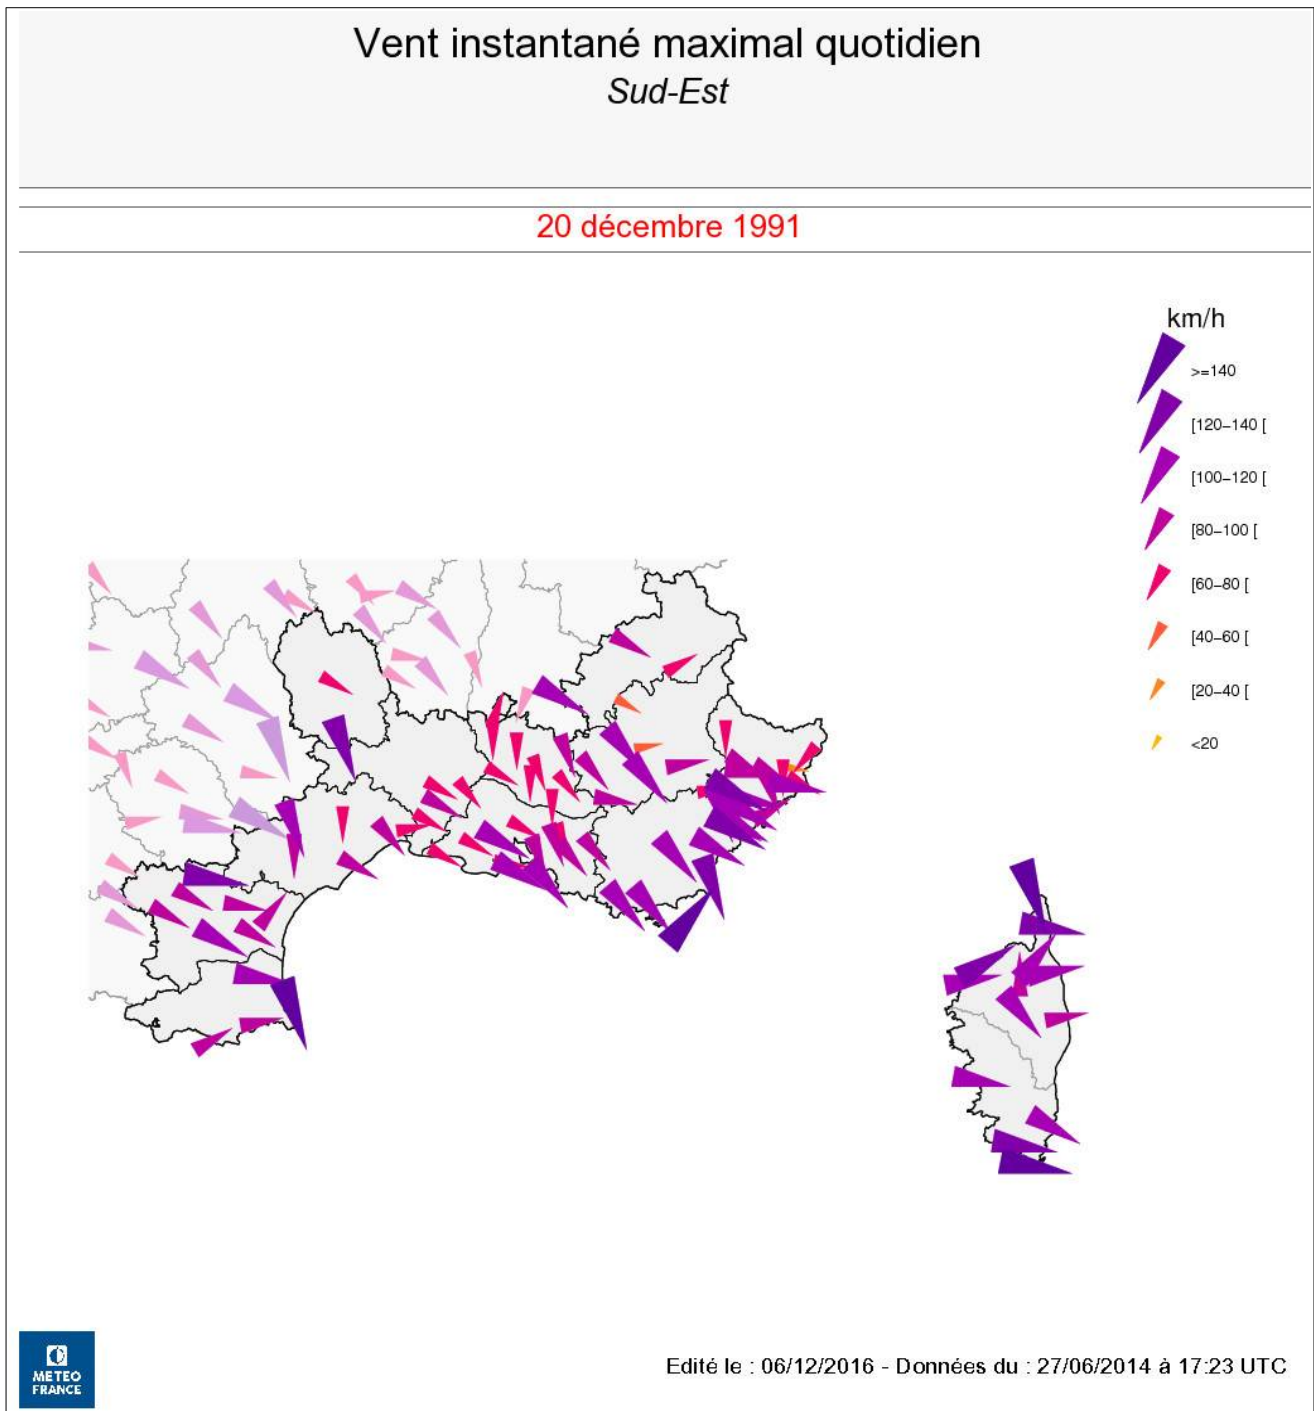 Vent instantané maximal quotidien
Sud-Est
20 décembre 1991
km/h
>=140
[120–140 [
[100–120 [
[80–100 [
[60–80 [
[40–60 [
[20–40 [
<20
METEO
FRANCE
Edité le : 06/12/2016 - Données du : 27/06/2014 à 17:23 UTC